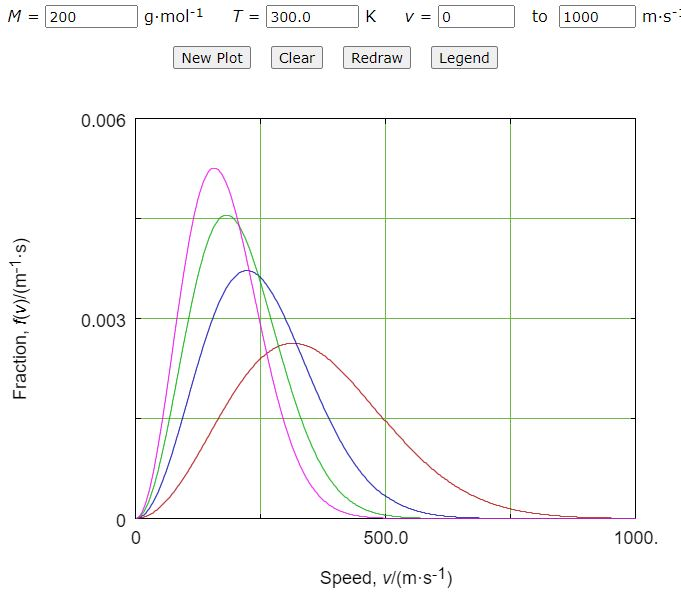 M = 200 g·mol-1 T = 300.0 K v = 0 to 1000 m·s-
New Plot Clear Redraw Legend
0.006
0.003
0
0 500.0 1000.
Fraction, f(v)/(m-1·s)
Speed, v/(m·s-1)